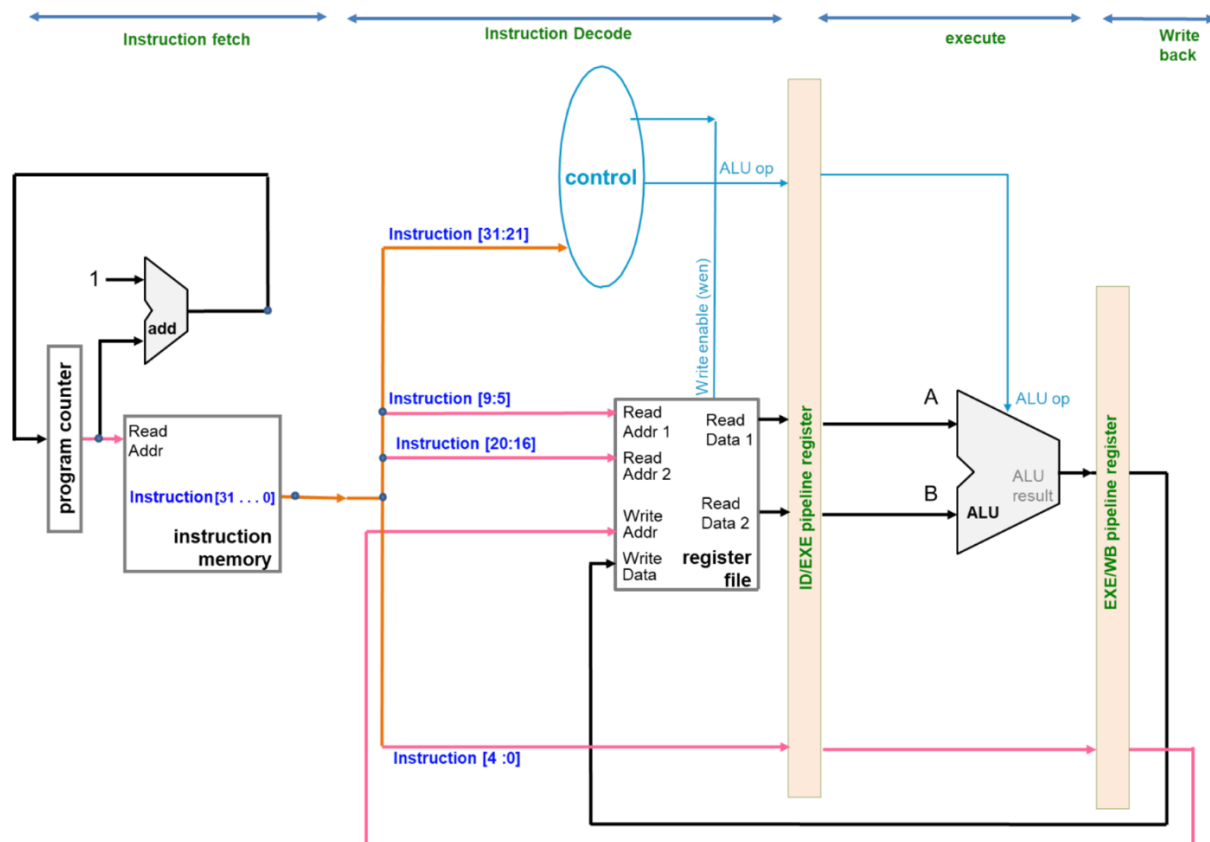 Instruction fetch
Instruction Decode
execute
Write
back
control
ALU op
Instruction [31:21]
1
add
Write enable (wen)
program counter
Read
Addr
Instruction[31 . . . 0]
instruction
memory
Instruction [9:5]
Instruction [20:16]
Read
Addr 1
Read
Addr 2
Write
Addr
Write
Data
Read
Data 1
Read
Data 2
register
file
ID/EXE pipeline register
A
B
ALU op
ALU
result
ALU
EXE/WB pipeline register
Instruction [4 :0]